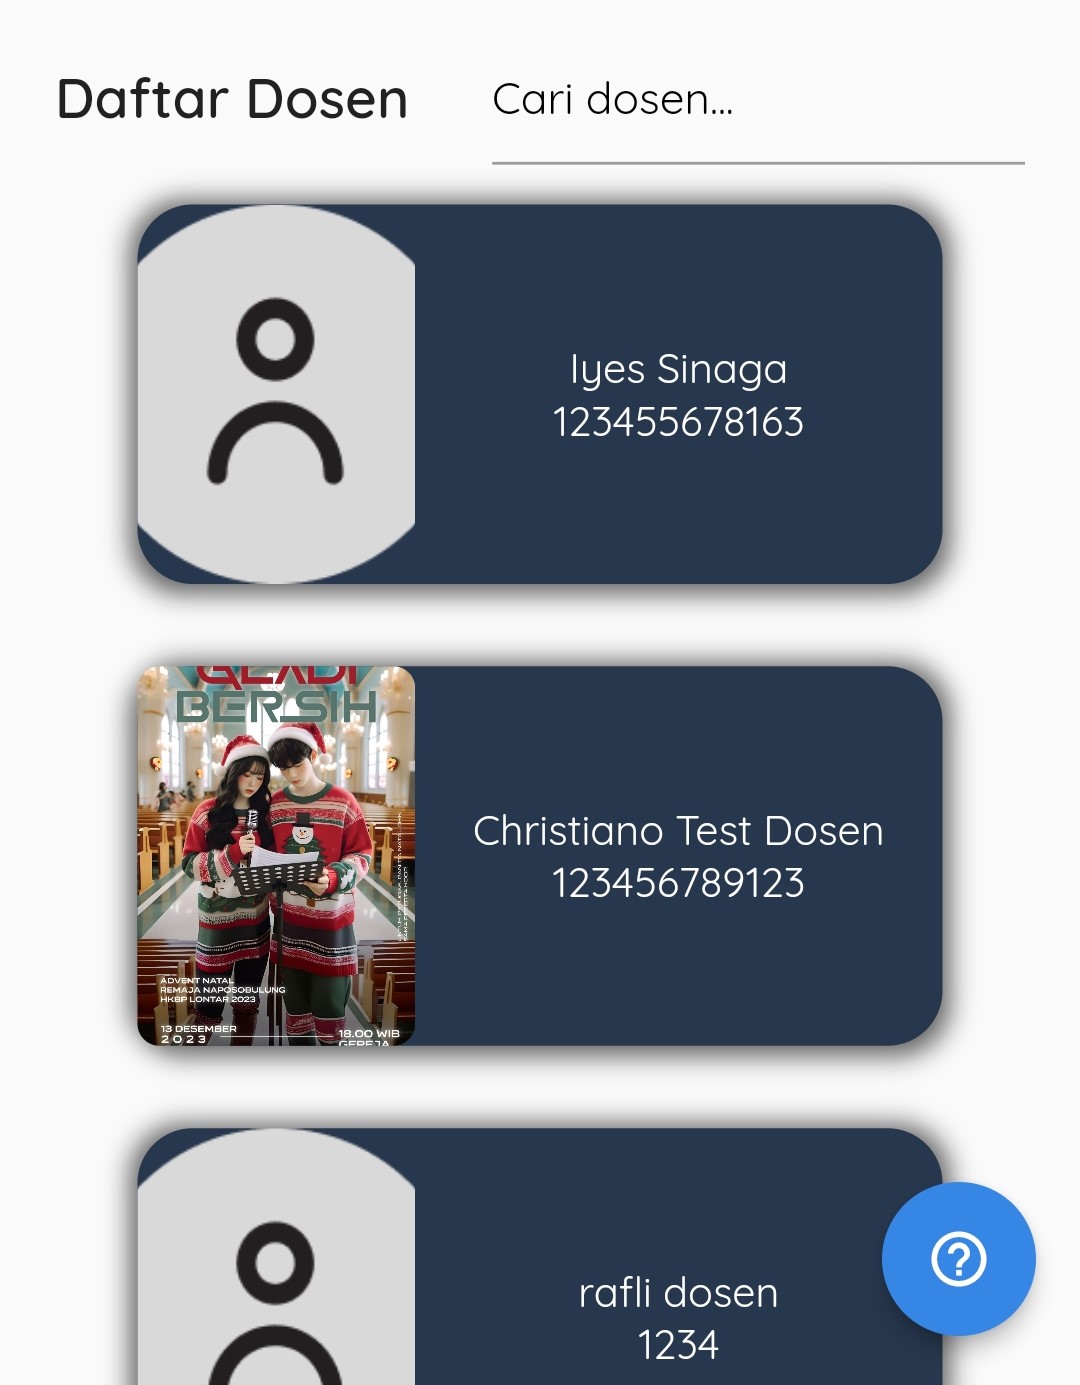 Daftar Dosen
Cari dosen...
Iyes Sinaga
123455678163
GLADI
BERSIH
ADVENT NATAL
REMAJA NAPOSOBULUNG
HKBP LONTAR 2023
13 DESEMBER
2023
18.00 WIB
GEREJA
Christiano Test Dosen
123456789123
rafli dosen
1234